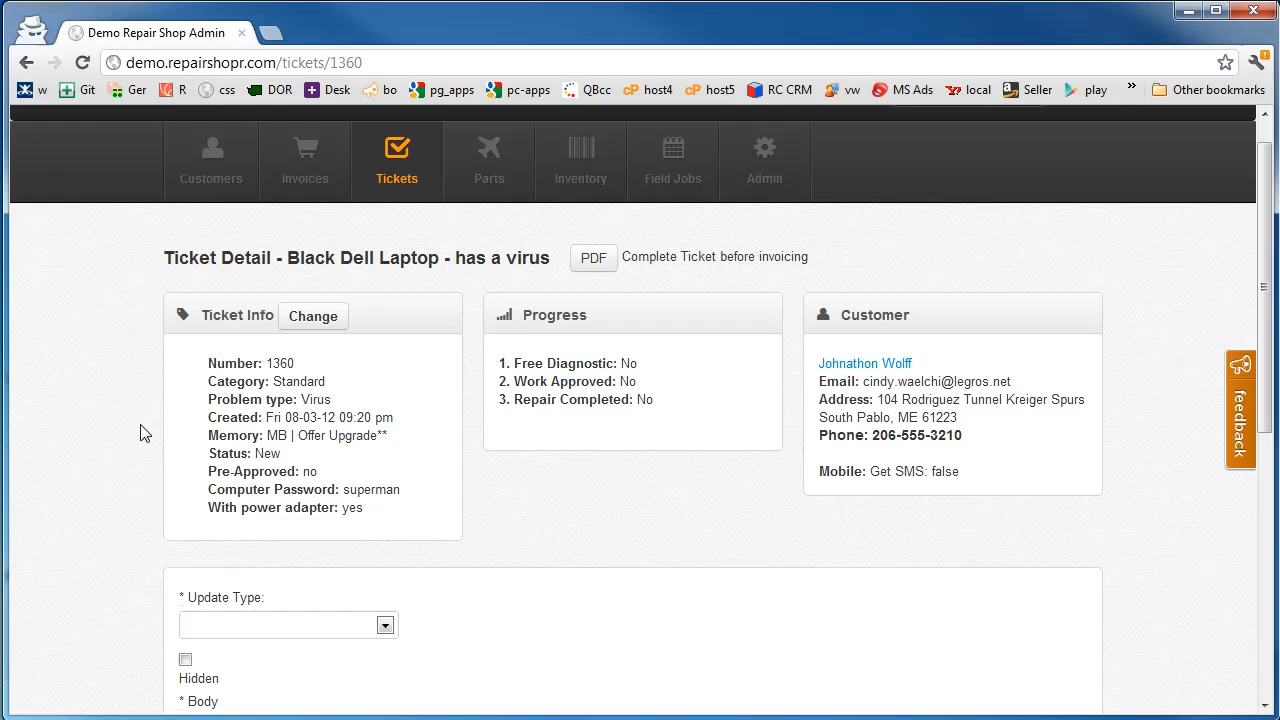 Demo Repair Shop Admin
demo.repairshopr.com/tickets/1360
w Git Ger R css DOR Desk bo pg_apps pc-apps QBcc host4 host5 RC CRM vw MS Ads local Seller play » Other bookmarks
Customers Invoices Tickets Parts Inventory Field Jobs Admin
Ticket Detail - Black Dell Laptop - has a virus PDF Complete Ticket before invoicing
Ticket Info Change
Number: 1360
Category: Standard
Problem type: Virus
Created: Fri 08-03-12 09:20 pm
Memory: MB | Offer Upgrade**
Status: New
Pre-Approved: no
Computer Password: superman
With power adapter: yes
Progress
1. Free Diagnostic: No
2. Work Approved: No
3. Repair Completed: No
Customer
Johnathon Wolff
Email: cindy.waelchi@legros.net
Address: 104 Rodriguez Tunnel Kreiger Spurs
South Pablo, ME 61223
Phone: 206-555-3210
Mobile: Get SMS: false
feedback
* Update Type:
Hidden
* Body